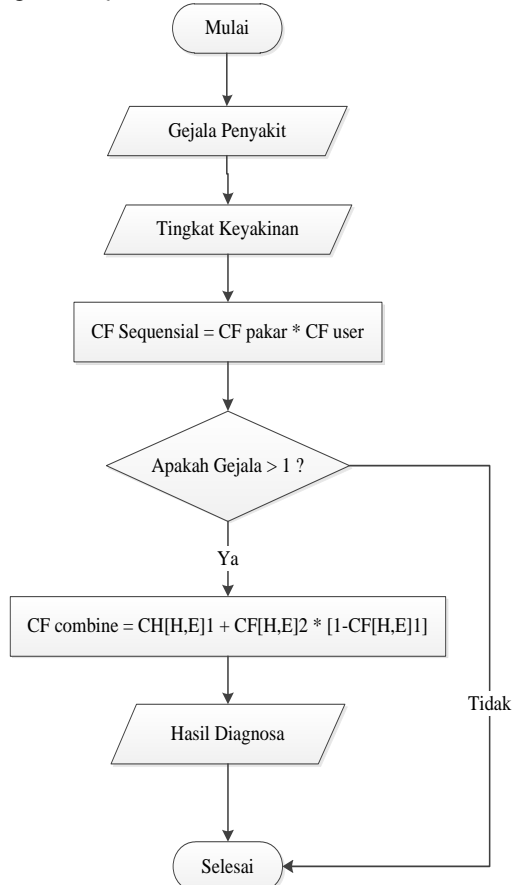 Mulai
Gejala Penyakit
Tingkat Keyakinan
CF Sequensial = CF pakar * CF user
Apakah Gejala > 1 ?
Ya
CF combine = CH[H,E]1 + CF[H,E]2 * [1-CF[H,E]1]
Tidak
Hasil Diagnosa
Selesai